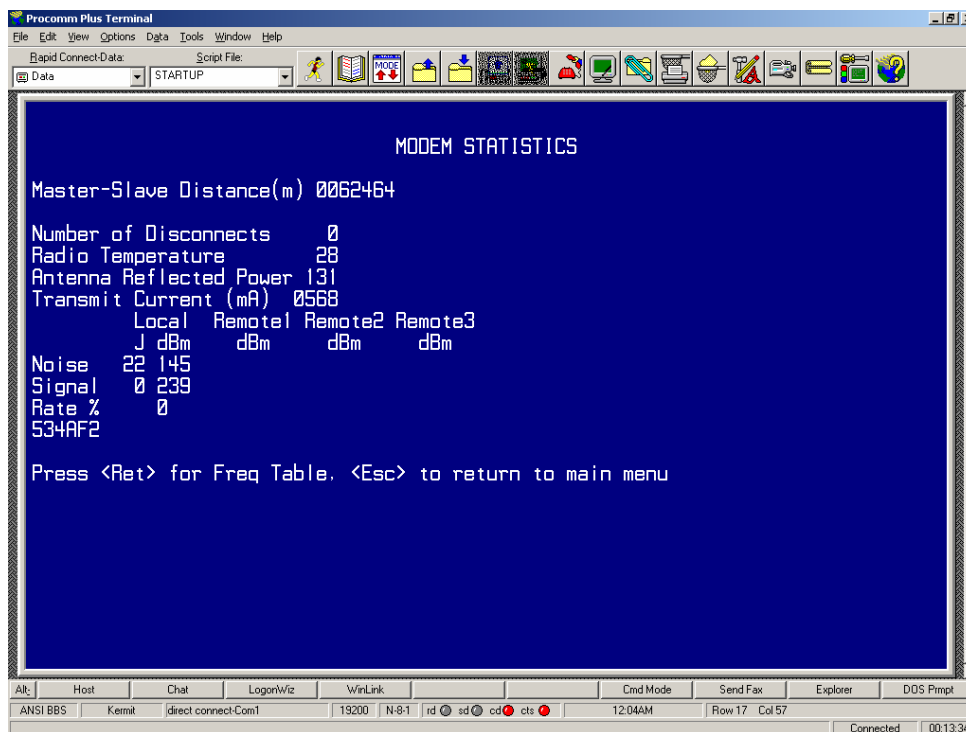 Procomm Plus Terminal
File Edit View Options Data Tools Window Help
Rapid Connect-Data: Script File:
Data STARTUP
MODE
MODEM STATISTICS
Master-Slave Distance(m) 0062464
Number of Disconnects 0
Radio Temperature 28
Antenna Reflected Power 131
Transmit Current (mA) 0568
Local Remote1 Remote2 Remote3
J dBm dBm dBm dBm
Noise 22 145
Signal 0 239
Rate % 0
534AF2
Press <Ret> for Freq Table, <Esc> to return to main menu
Alt- Host Chat LogonWiz WinLink Cmd Mode Send Fax Explorer DOS Prmpt
ANSI BBS Kermit direct connect-Com1 19200 N-8-1 rd sd cd cts 12:04AM Row 17 Col 57
Connected 00:13:34